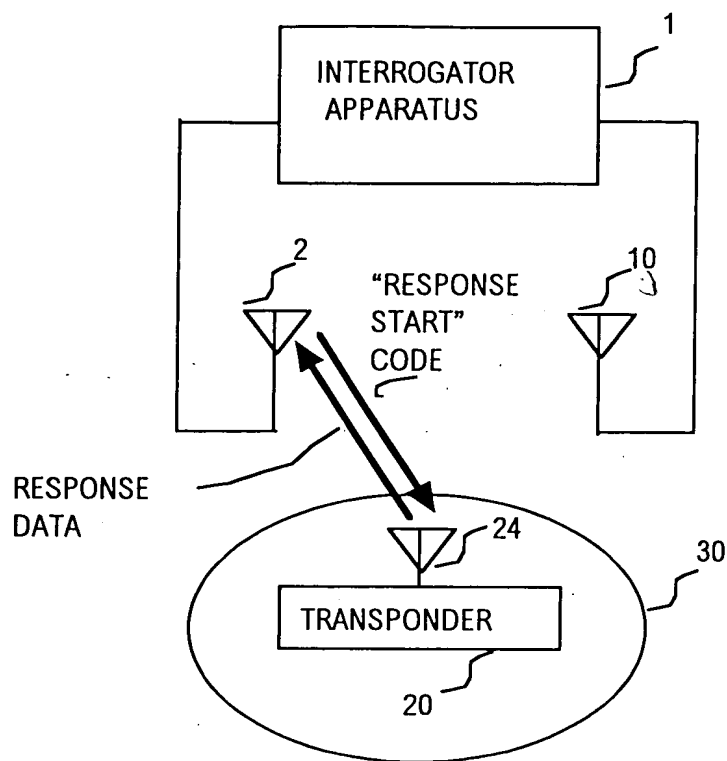 1
INTERROGATOR
APPARATUS
2
10
“RESPONSE
START”
CODE
RESPONSE
DATA
24
30
TRANSPONDER
20